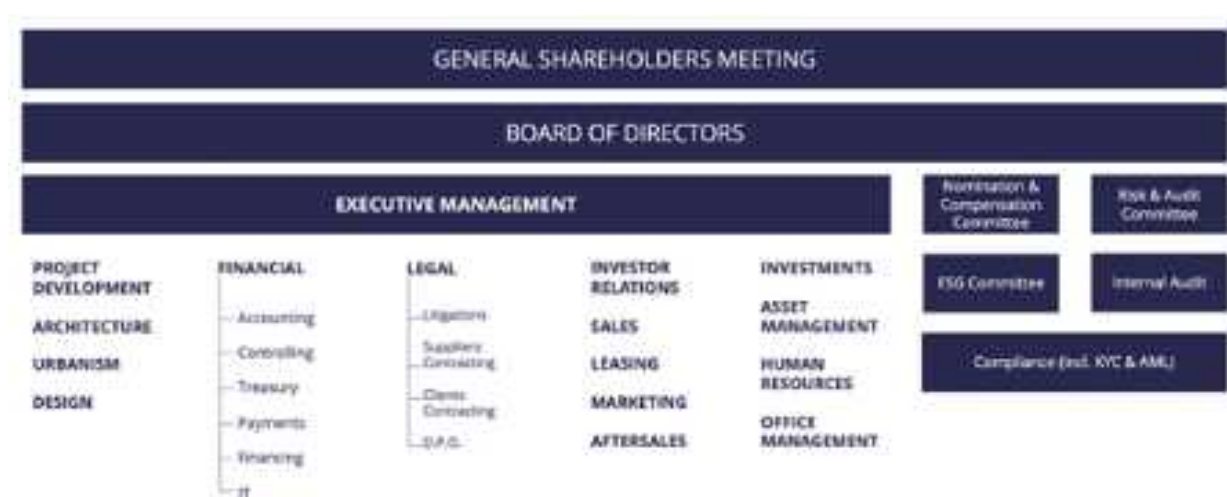 GENERAL SHAREHOLDERS MEETING
BOARD OF DIRECTORS
EXECUTIVE MANAGEMENT
Nomination &
Compensation
Committee
Risk & Audit
Committee
ESG Committee
Internal Audit
Compliance (incl. KYC & AML)
PROJECT
DEVELOPMENT
ARCHITECTURE
URBANISM
DESIGN
FINANCIAL
Accounting
Controlling
Treasury
Payments
Financing
IT
LEGAL
Litigations
Suppliers
Contracting
Clients
Contracting
D.P.O.
INVESTOR
RELATIONS
SALES
LEASING
MARKETING
AFTERSALES
INVESTMENTS
ASSET
MANAGEMENT
HUMAN
RESOURCES
OFFICE
MANAGEMENT